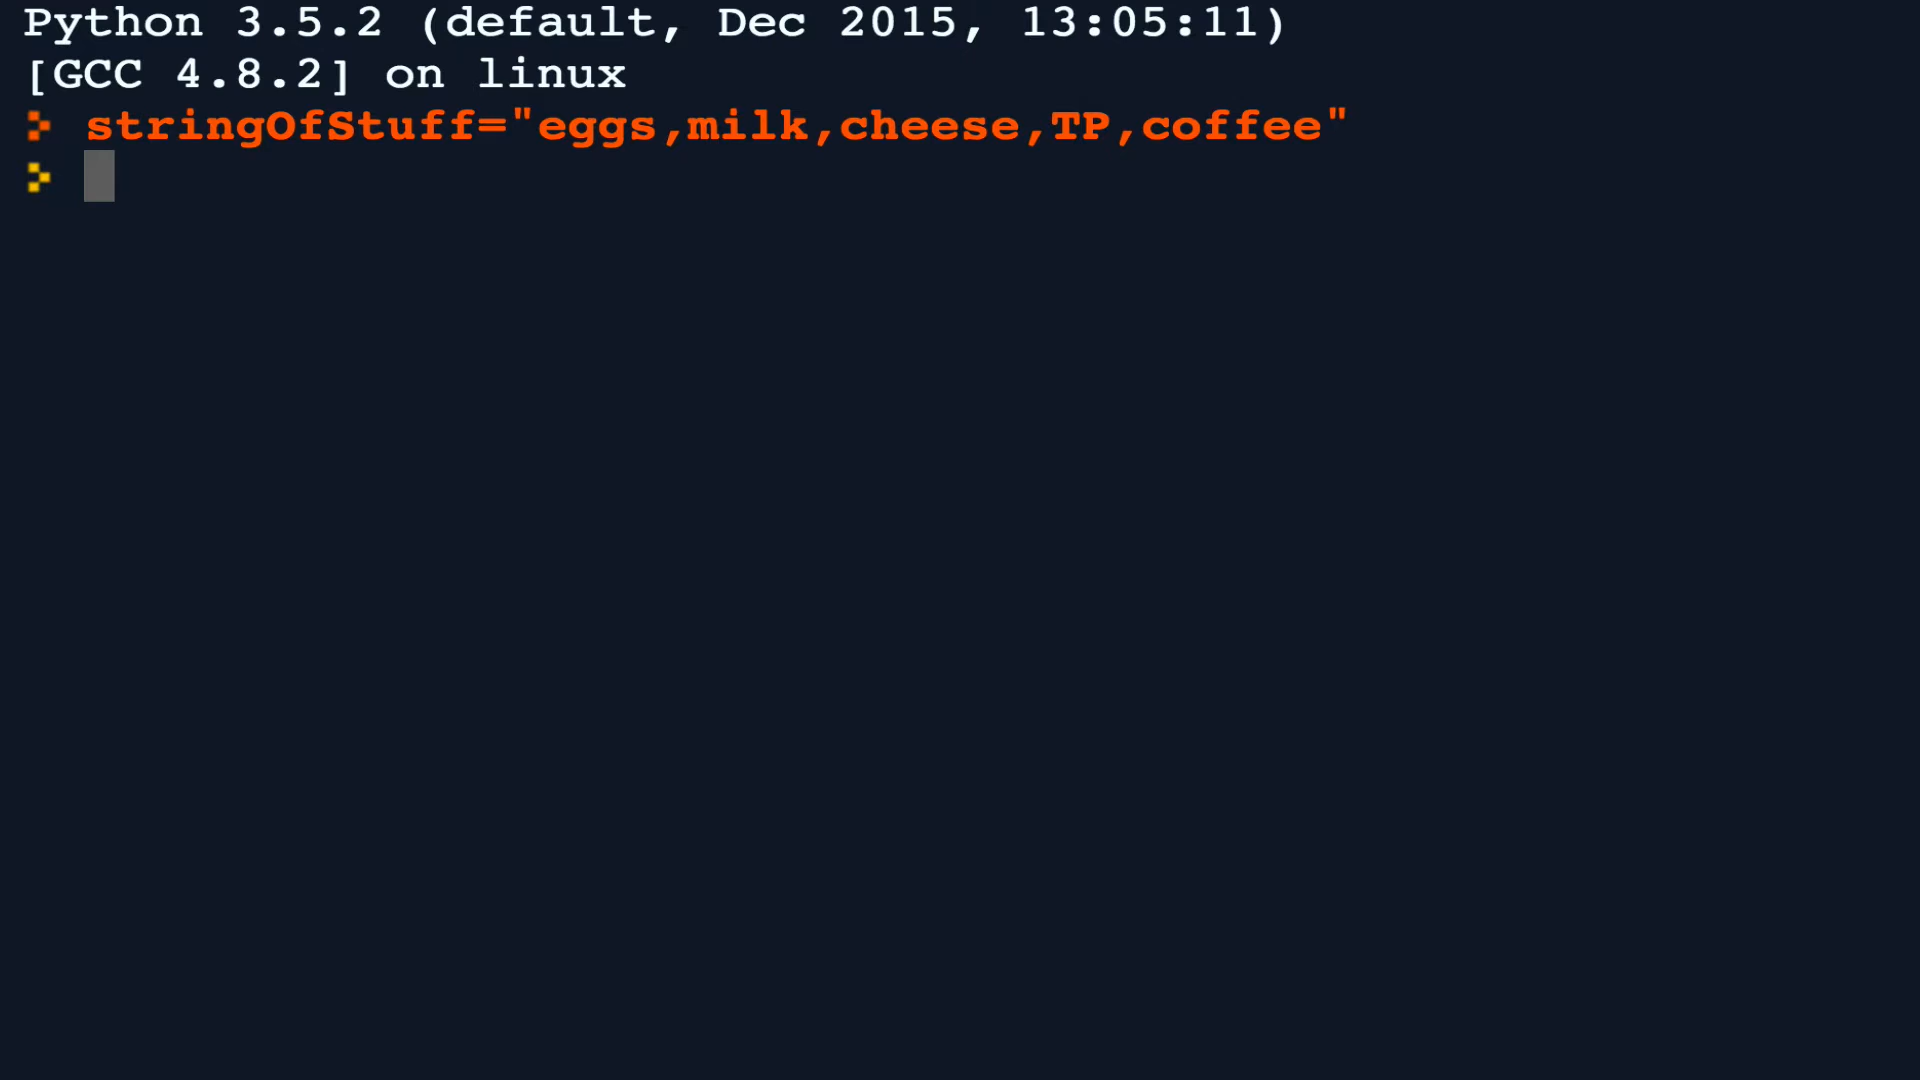 Python 3.5.2 (default, Dec 2015, 13:05:11)
[GCC 4.8.2] on linux
> stringOfStuff="eggs,milk,cheese,TP,coffee"
>